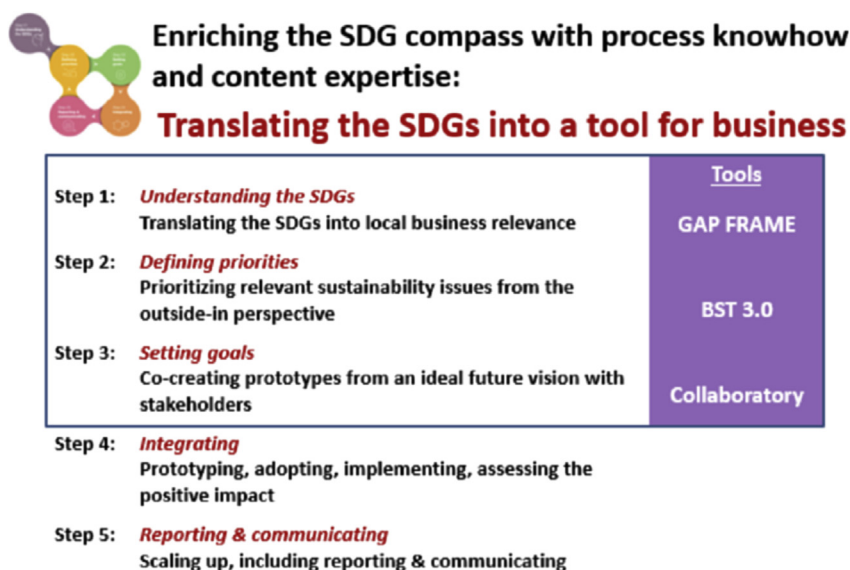 Enriching the SDG compass with process knowhow
and content expertise:
Translating the SDGs into a tool for business
Tools
Step 1: Understanding the SDGs
Translating the SDGs into local business relevance
GAP FRAME
Step 2: Defining priorities
Prioritizing relevant sustainability issues from the
outside-in perspective
BST 3.0
Step 3: Setting goals
Co-creating prototypes from an ideal future vision with
stakeholders
Collaboratory
Step 4: Integrating
Prototyping, adopting, implementing, assessing the
positive impact
Step 5: Reporting & communicating
Scaling up, including reporting & communicating